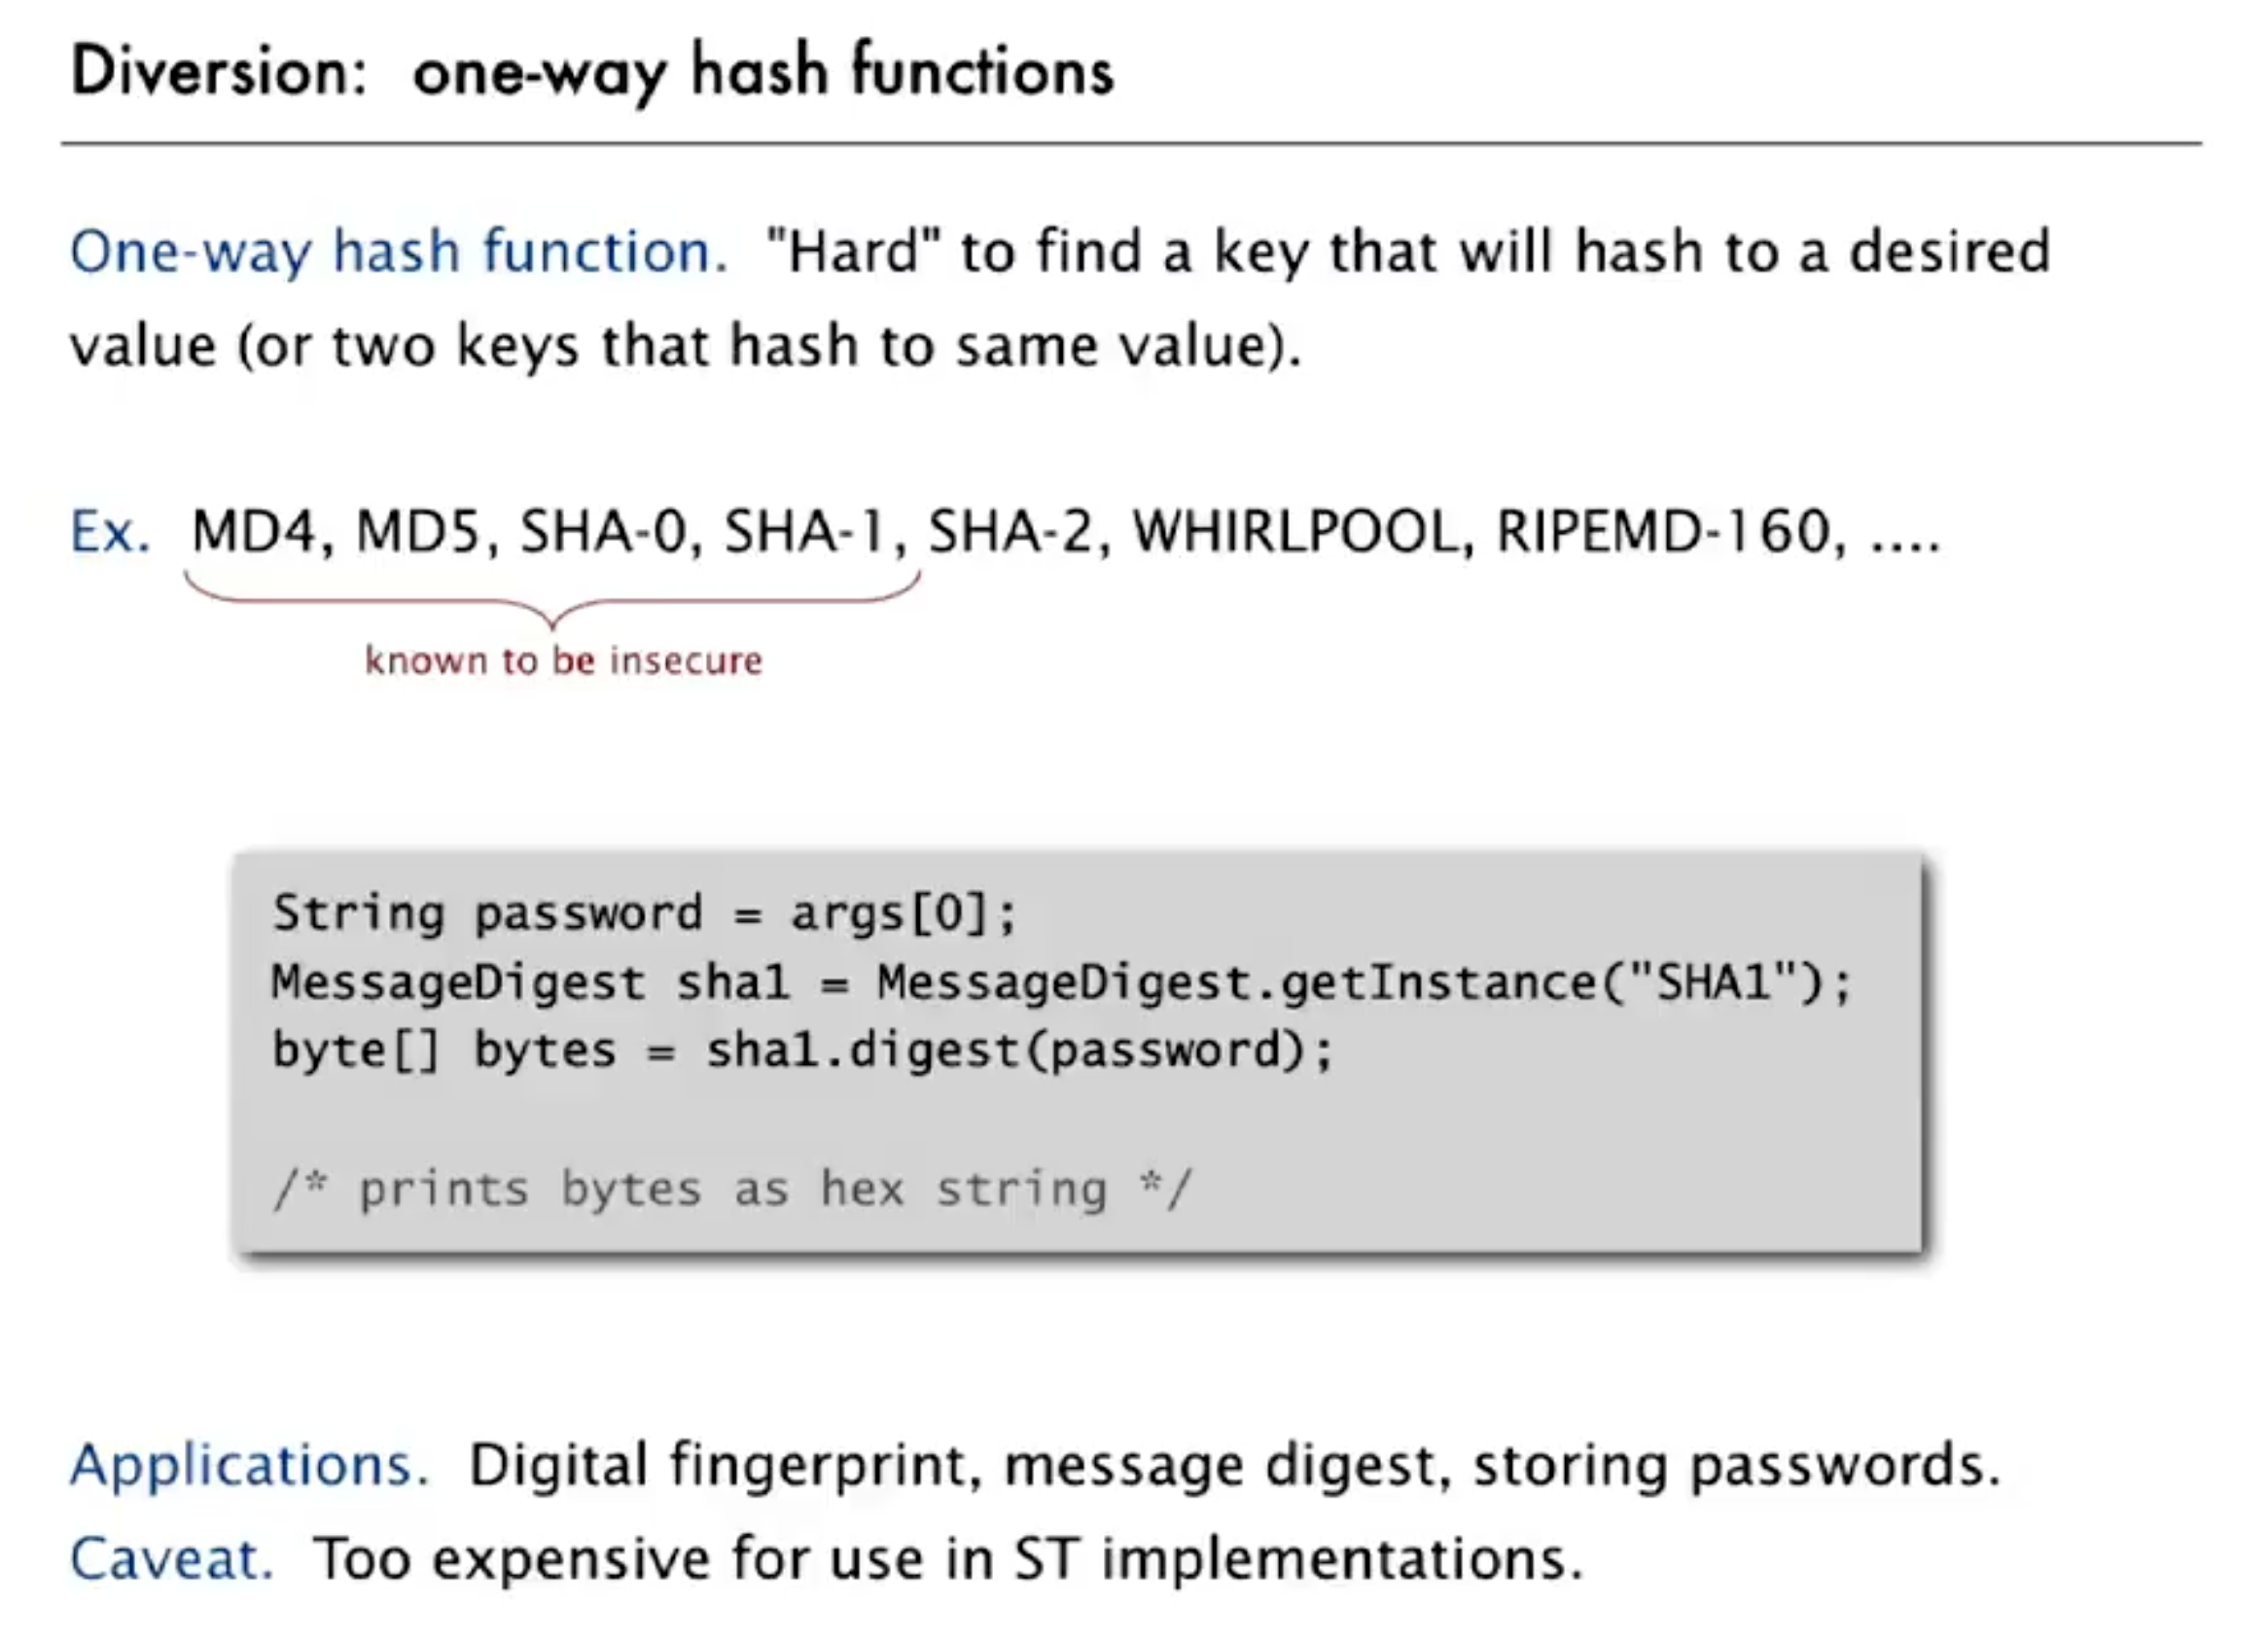 Diversion: one-way hash functions
One-way hash function. "Hard" to find a key that will hash to a desired
value (or two keys that hash to same value).
Ex. MD4, MD5, SHA-0, SHA-1, SHA-2, WHIRLPOOL, RIPEMD-160, ....
known to be insecure
String password = args[0];
MessageDigest sha1 = MessageDigest.getInstance("SHA1");
byte[] bytes = sha1.digest(password);
/* prints bytes as hex string */
Applications. Digital fingerprint, message digest, storing passwords.
Caveat. Too expensive for use in ST implementations.